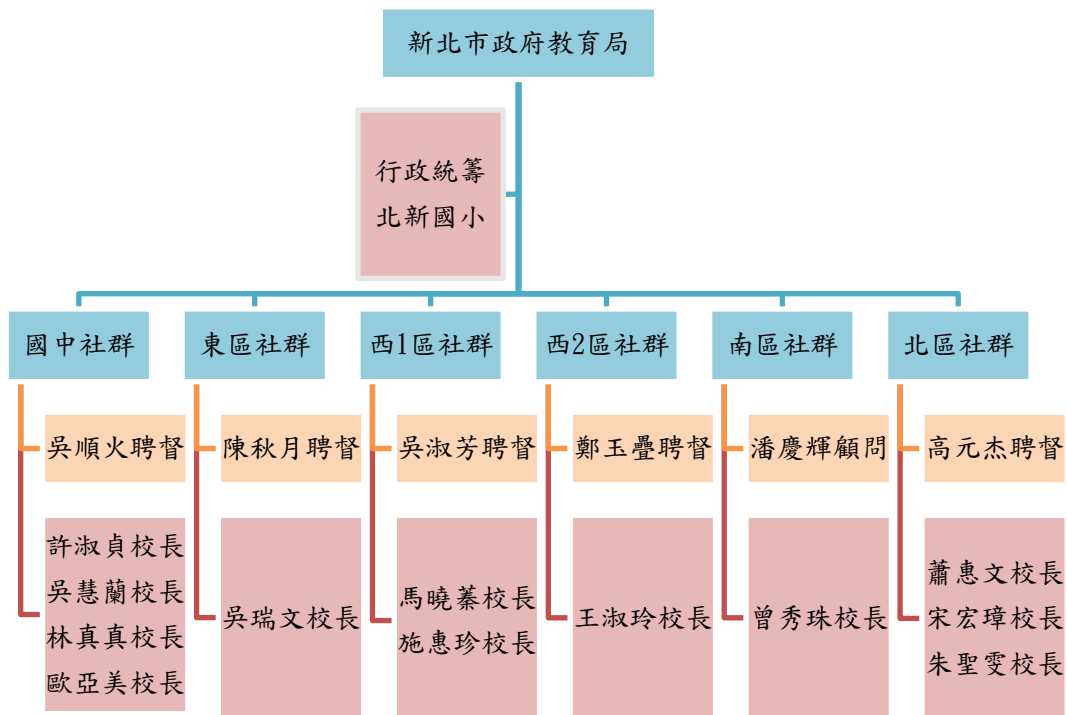 新北市政府教育局
行政統籌
北新國小
國中社群
東區社群
西1區社群
西2區社群
南區社群
北區社群
吳順火聘督
陳秋月聘督
吳淑芳聘督
鄭玉疊聘督
潘慶輝顧問
高元杰聘督
許淑貞校長
吳慧蘭校長
林真真校長
歐亞美校長
吳瑞文校長
馬曉蓁校長
施惠珍校長
王淑玲校長
曾秀珠校長
蕭惠文校長
宋宏璋校長
朱聖雯校長